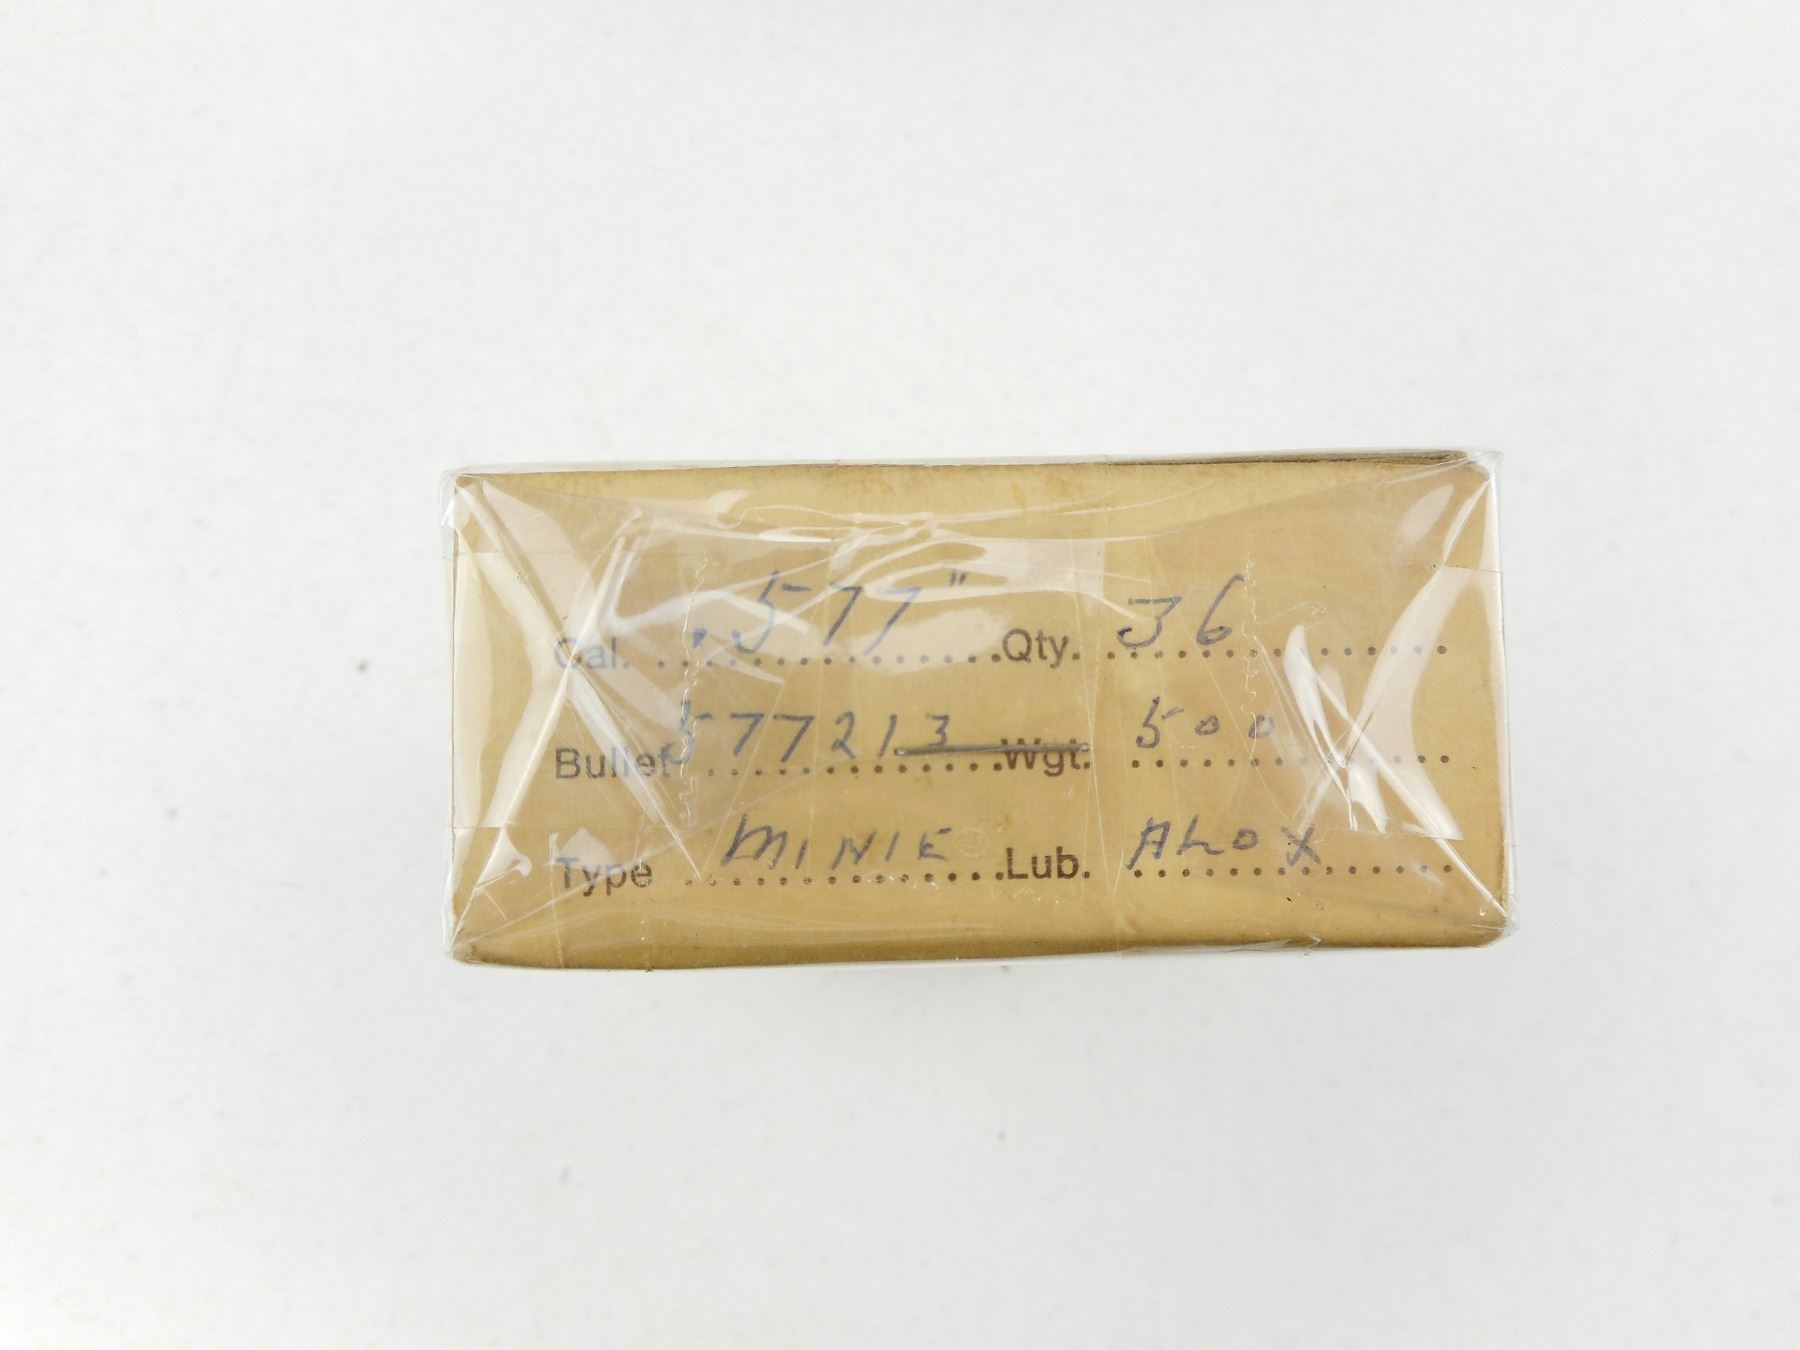 Cal. .577" Qty. 36
Bullet 577213 Wgt. 500
Type MINIE Lub. ALOX